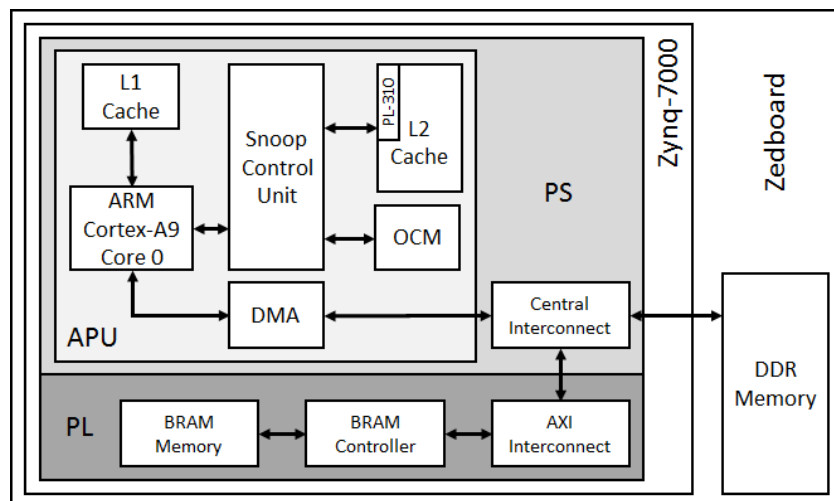 L1
Cache
Snoop
Control
Unit
PL-310
L2
Cache
ARM
Cortex-A9
Core 0
OCM
DMA
APU
PS
Central
Interconnect
Zynq-7000
Zedboard
DDR
Memory
PL
BRAM
Memory
BRAM
Controller
AXI
Interconnect